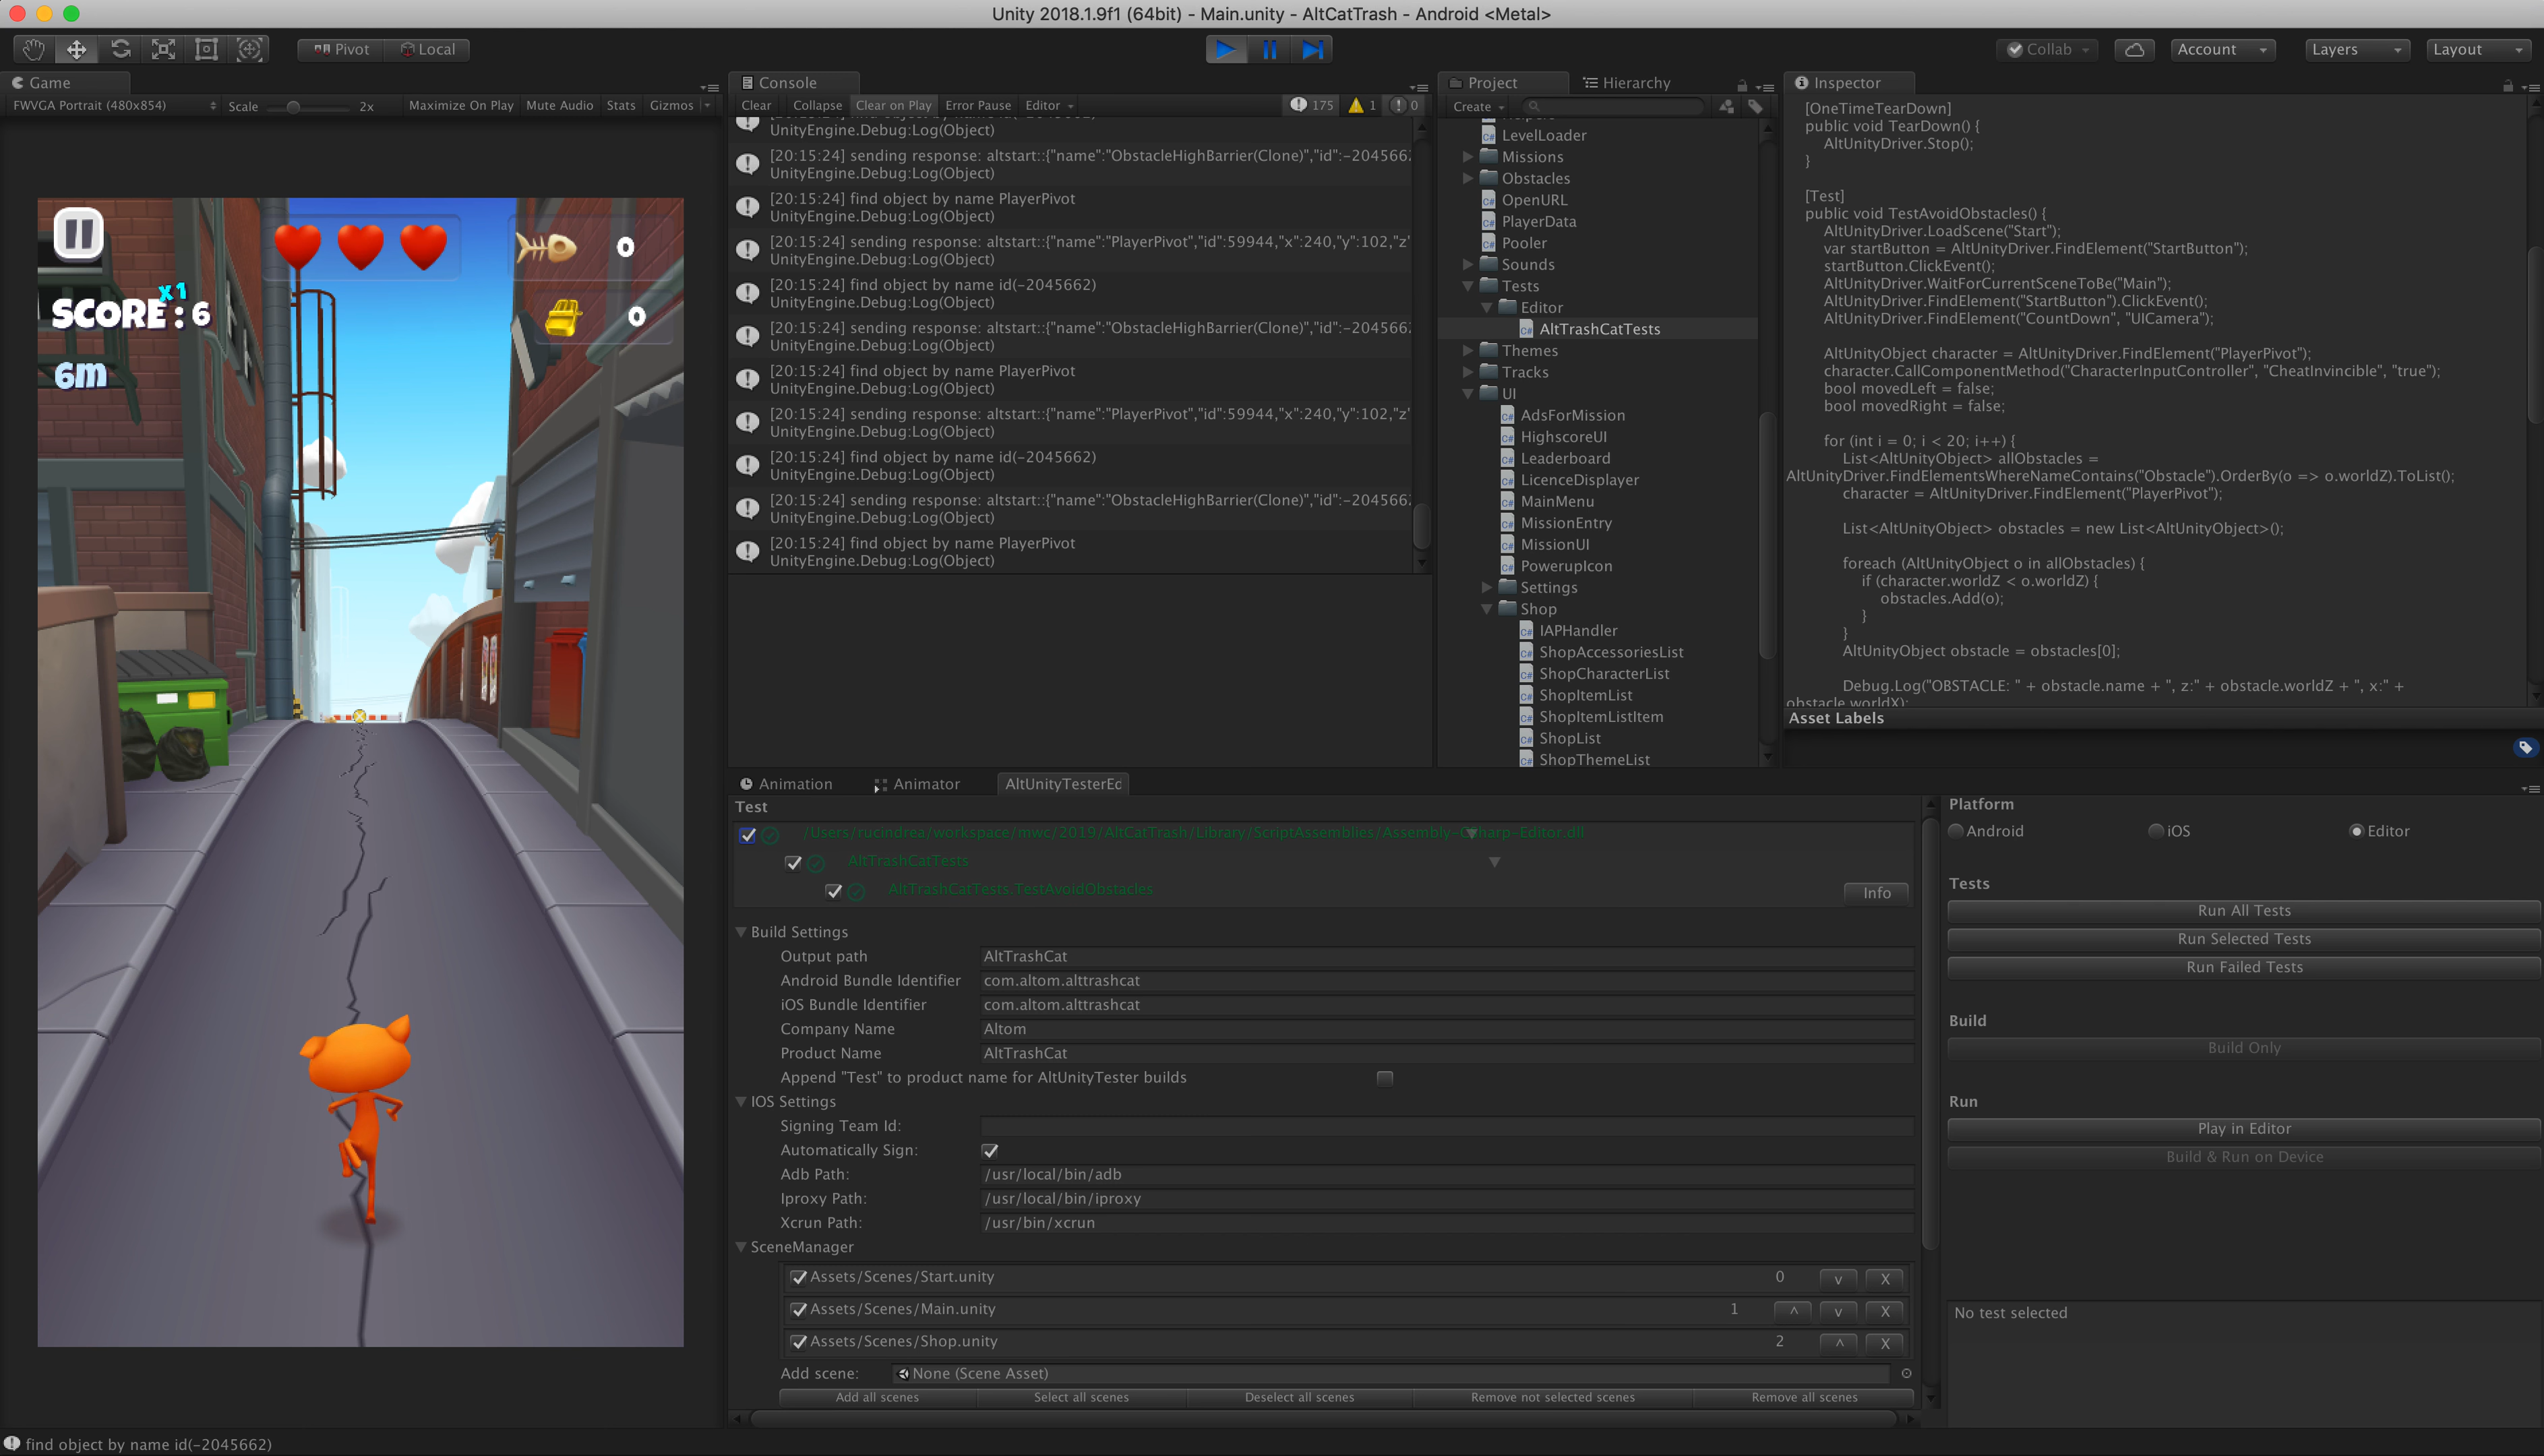 Unity 2018.1.9f1 (64bit) - Main.unity - AltCatTrash - Android <Metal>
Pivot Local Collab Account Layers Layout
Game
FWVGA Portrait (480x854) Scale 2x Maximize On Play Mute Audio Stats Gizmos
SCORE : 6
x1
6m
0
0
Console
Clear Collapse Clear on Play Error Pause Editor 175 1 0
UnityEngine.Debug:Log(Object)
[20:15:24] sending response: altstart::{"name":"ObstacleHighBarrier(Clone)","id":-2045662
UnityEngine.Debug:Log(Object)
[20:15:24] find object by name PlayerPivot
UnityEngine.Debug:Log(Object)
[20:15:24] sending response: altstart::{"name":"PlayerPivot","id":59944,"x":240,"y":102,"z"
UnityEngine.Debug:Log(Object)
[20:15:24] find object by name id(-2045662)
UnityEngine.Debug:Log(Object)
[20:15:24] sending response: altstart::{"name":"ObstacleHighBarrier(Clone)","id":-2045662
UnityEngine.Debug:Log(Object)
[20:15:24] find object by name PlayerPivot
UnityEngine.Debug:Log(Object)
[20:15:24] sending response: altstart::{"name":"PlayerPivot","id":59944,"x":240,"y":102,"z"
UnityEngine.Debug:Log(Object)
[20:15:24] find object by name id(-2045662)
UnityEngine.Debug:Log(Object)
[20:15:24] sending response: altstart::{"name":"ObstacleHighBarrier(Clone)","id":-2045662
UnityEngine.Debug:Log(Object)
[20:15:24] find object by name PlayerPivot
UnityEngine.Debug:Log(Object)
Project Hierarchy
Create
LevelLoader
Missions
Obstacles
OpenURL
PlayerData
Pooler
Sounds
Tests
Editor
AltTrashCatTests
Themes
Tracks
UI
AdsForMission
HighscoreUI
Leaderboard
LicenceDisplayer
MainMenu
MissionEntry
MissionUI
PowerupIcon
Settings
Shop
IAPHandler
ShopAccessoriesList
ShopCharacterList
ShopItemList
ShopItemListItem
ShopList
ShopThemeList
Inspector
[OneTimeTearDown]
public void TearDown() {
AltUnityDriver.Stop();
}
[Test]
public void TestAvoidObstacles() {
AltUnityDriver.LoadScene("Start");
var startButton = AltUnityDriver.FindElement("StartButton");
startButton.ClickEvent();
AltUnityDriver.WaitForCurrentSceneToBe("Main");
AltUnityDriver.FindElement("StartButton").ClickEvent();
AltUnityDriver.FindElement("CountDown", "UICamera");
AltUnityObject character = AltUnityDriver.FindElement("PlayerPivot");
character.CallComponentMethod("CharacterInputController", "CheatInvincible", "true");
bool movedLeft = false;
bool movedRight = false;
for (int i = 0; i < 20; i++) {
List<AltUnityObject> allObstacles =
AltUnityDriver.FindElementsWhereNameContains("Obstacle").OrderBy(o => o.worldZ).ToList();
character = AltUnityDriver.FindElement("PlayerPivot");
List<AltUnityObject> obstacles = new List<AltUnityObject>();
foreach (AltUnityObject o in allObstacles) {
if (character.worldZ < o.worldZ) {
obstacles.Add(o);
}
}
AltUnityObject obstacle = obstacles[0];
Debug.Log("OBSTACLE: " + obstacle.name + ", z:" + obstacle.worldZ + ", x:" +
obstacle.worldX);
Asset Labels
Animation Animator AltUnityTesterEc
Test
/Users/rucindrea/workspace/mwc/2019/AltCatTrash/Library/ScriptAssemblies/Assembly-CSharp-Editor.dll
AltTrashCatTests
AltTrashCatTests.TestAvoidObstacles
Info
Build Settings
Output path AltTrashCat
Android Bundle Identifier com.altom.alttrashcat
iOS Bundle Identifier com.altom.alttrashcat
Company Name Altom
Product Name AltTrashCat
Append "Test" to product name for AltUnityTester builds
IOS Settings
Signing Team Id:
Automatically Sign:
Adb Path: /usr/local/bin/adb
Iproxy Path: /usr/local/bin/iproxy
Xcrun Path: /usr/bin/xcrun
SceneManager
Assets/Scenes/Start.unity 0 v X
Assets/Scenes/Main.unity 1 ^ v X
Assets/Scenes/Shop.unity 2 ^ X
Add scene: None (Scene Asset)
Add all scenes Select all scenes Deselect all scenes Remove not selected scenes Remove all scenes
Platform
Android iOS Editor
Tests
Run All Tests
Run Selected Tests
Run Failed Tests
Build
Build Only
Run
Play in Editor
Build & Run on Device
No test selected
find object by name id(-2045662)